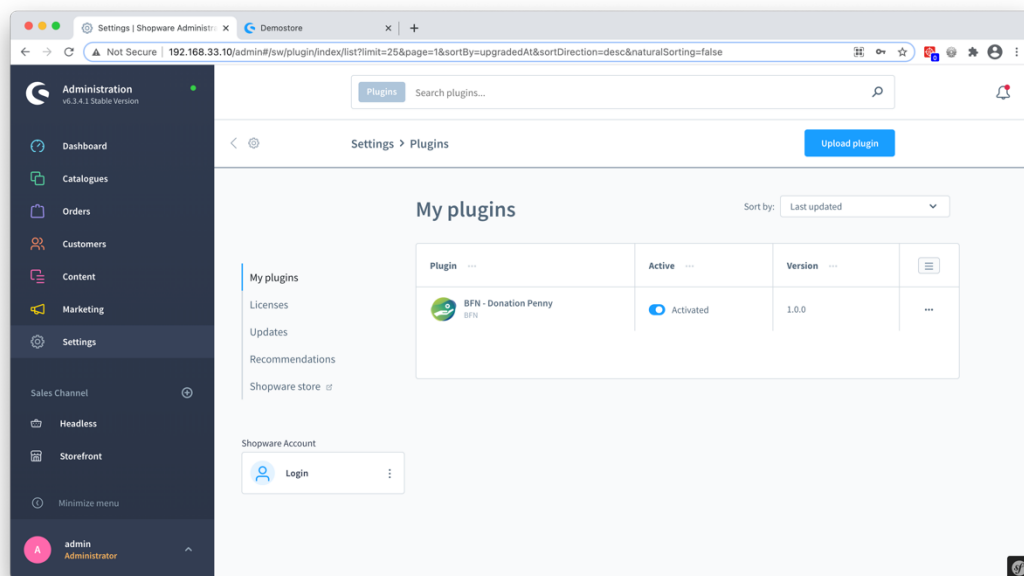 Settings | Shopware Administra
Demostore
Not Secure
192.168.33.10/admin#/sw/plugin/index/list?limit=25&page=1&sortBy=upgradedAt&sortDirection=desc&naturalSorting=false
0
Administration
v6.3.4.1 Stable Version
Dashboard
Catalogues
Orders
Customers
Content
Marketing
Settings
Sales Channel
Headless
Storefront
Minimize menu
A
admin
Administrator
Plugins
Search plugins...
Settings > Plugins
Upload plugin
My plugins
Licenses
Updates
Recommendations
Shopware store
Shopware Account
Login
My plugins
Sort by:
Last updated
Plugin
Active
Version
BFN - Donation Penny
BFN
Activated
1.0.0
sf